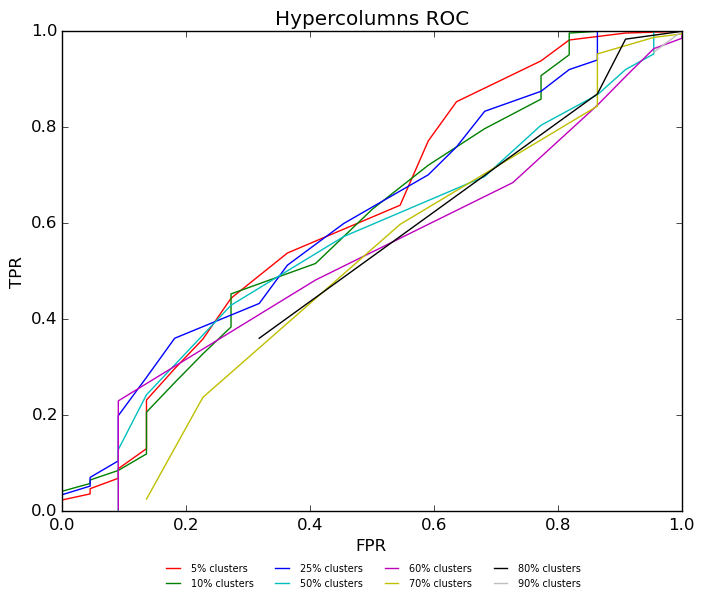 Hypercolumns ROC
1.0
0.8
0.6
0.4
0.2
0.0
TPR
0.0 0.2 0.4 0.6 0.8 1.0
FPR
5% clusters 25% clusters 60% clusters 80% clusters
10% clusters 50% clusters 70% clusters 90% clusters